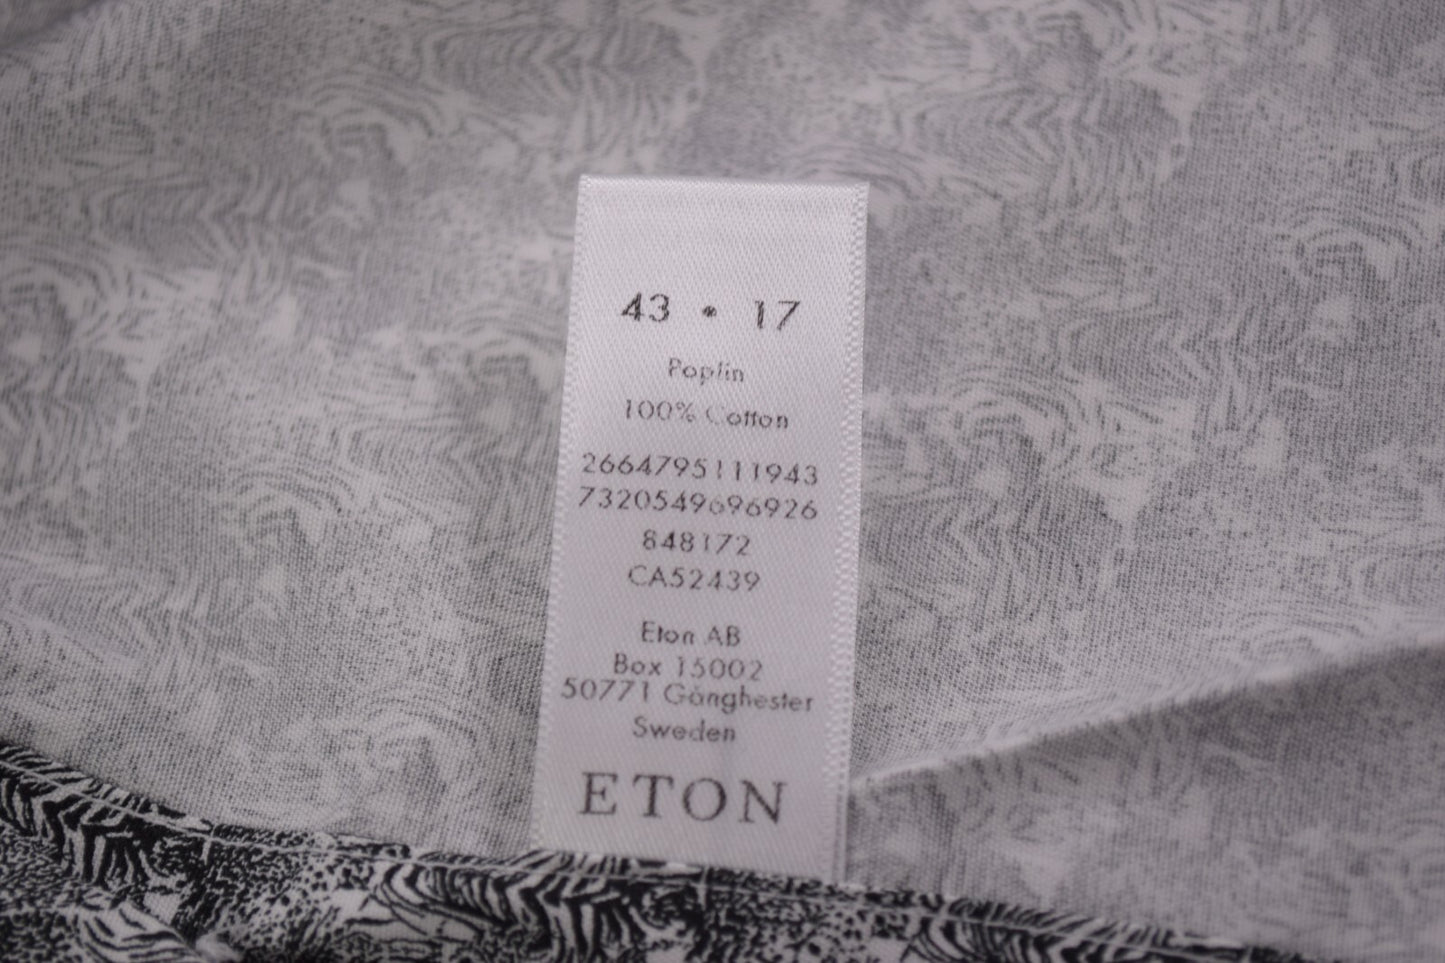 43 • 17
Poplin
100% Cotton
2664795111943
7320549696926
848172
CA52439
Eton AB
Box 15002
50771 Gånghester
Sweden
ETON